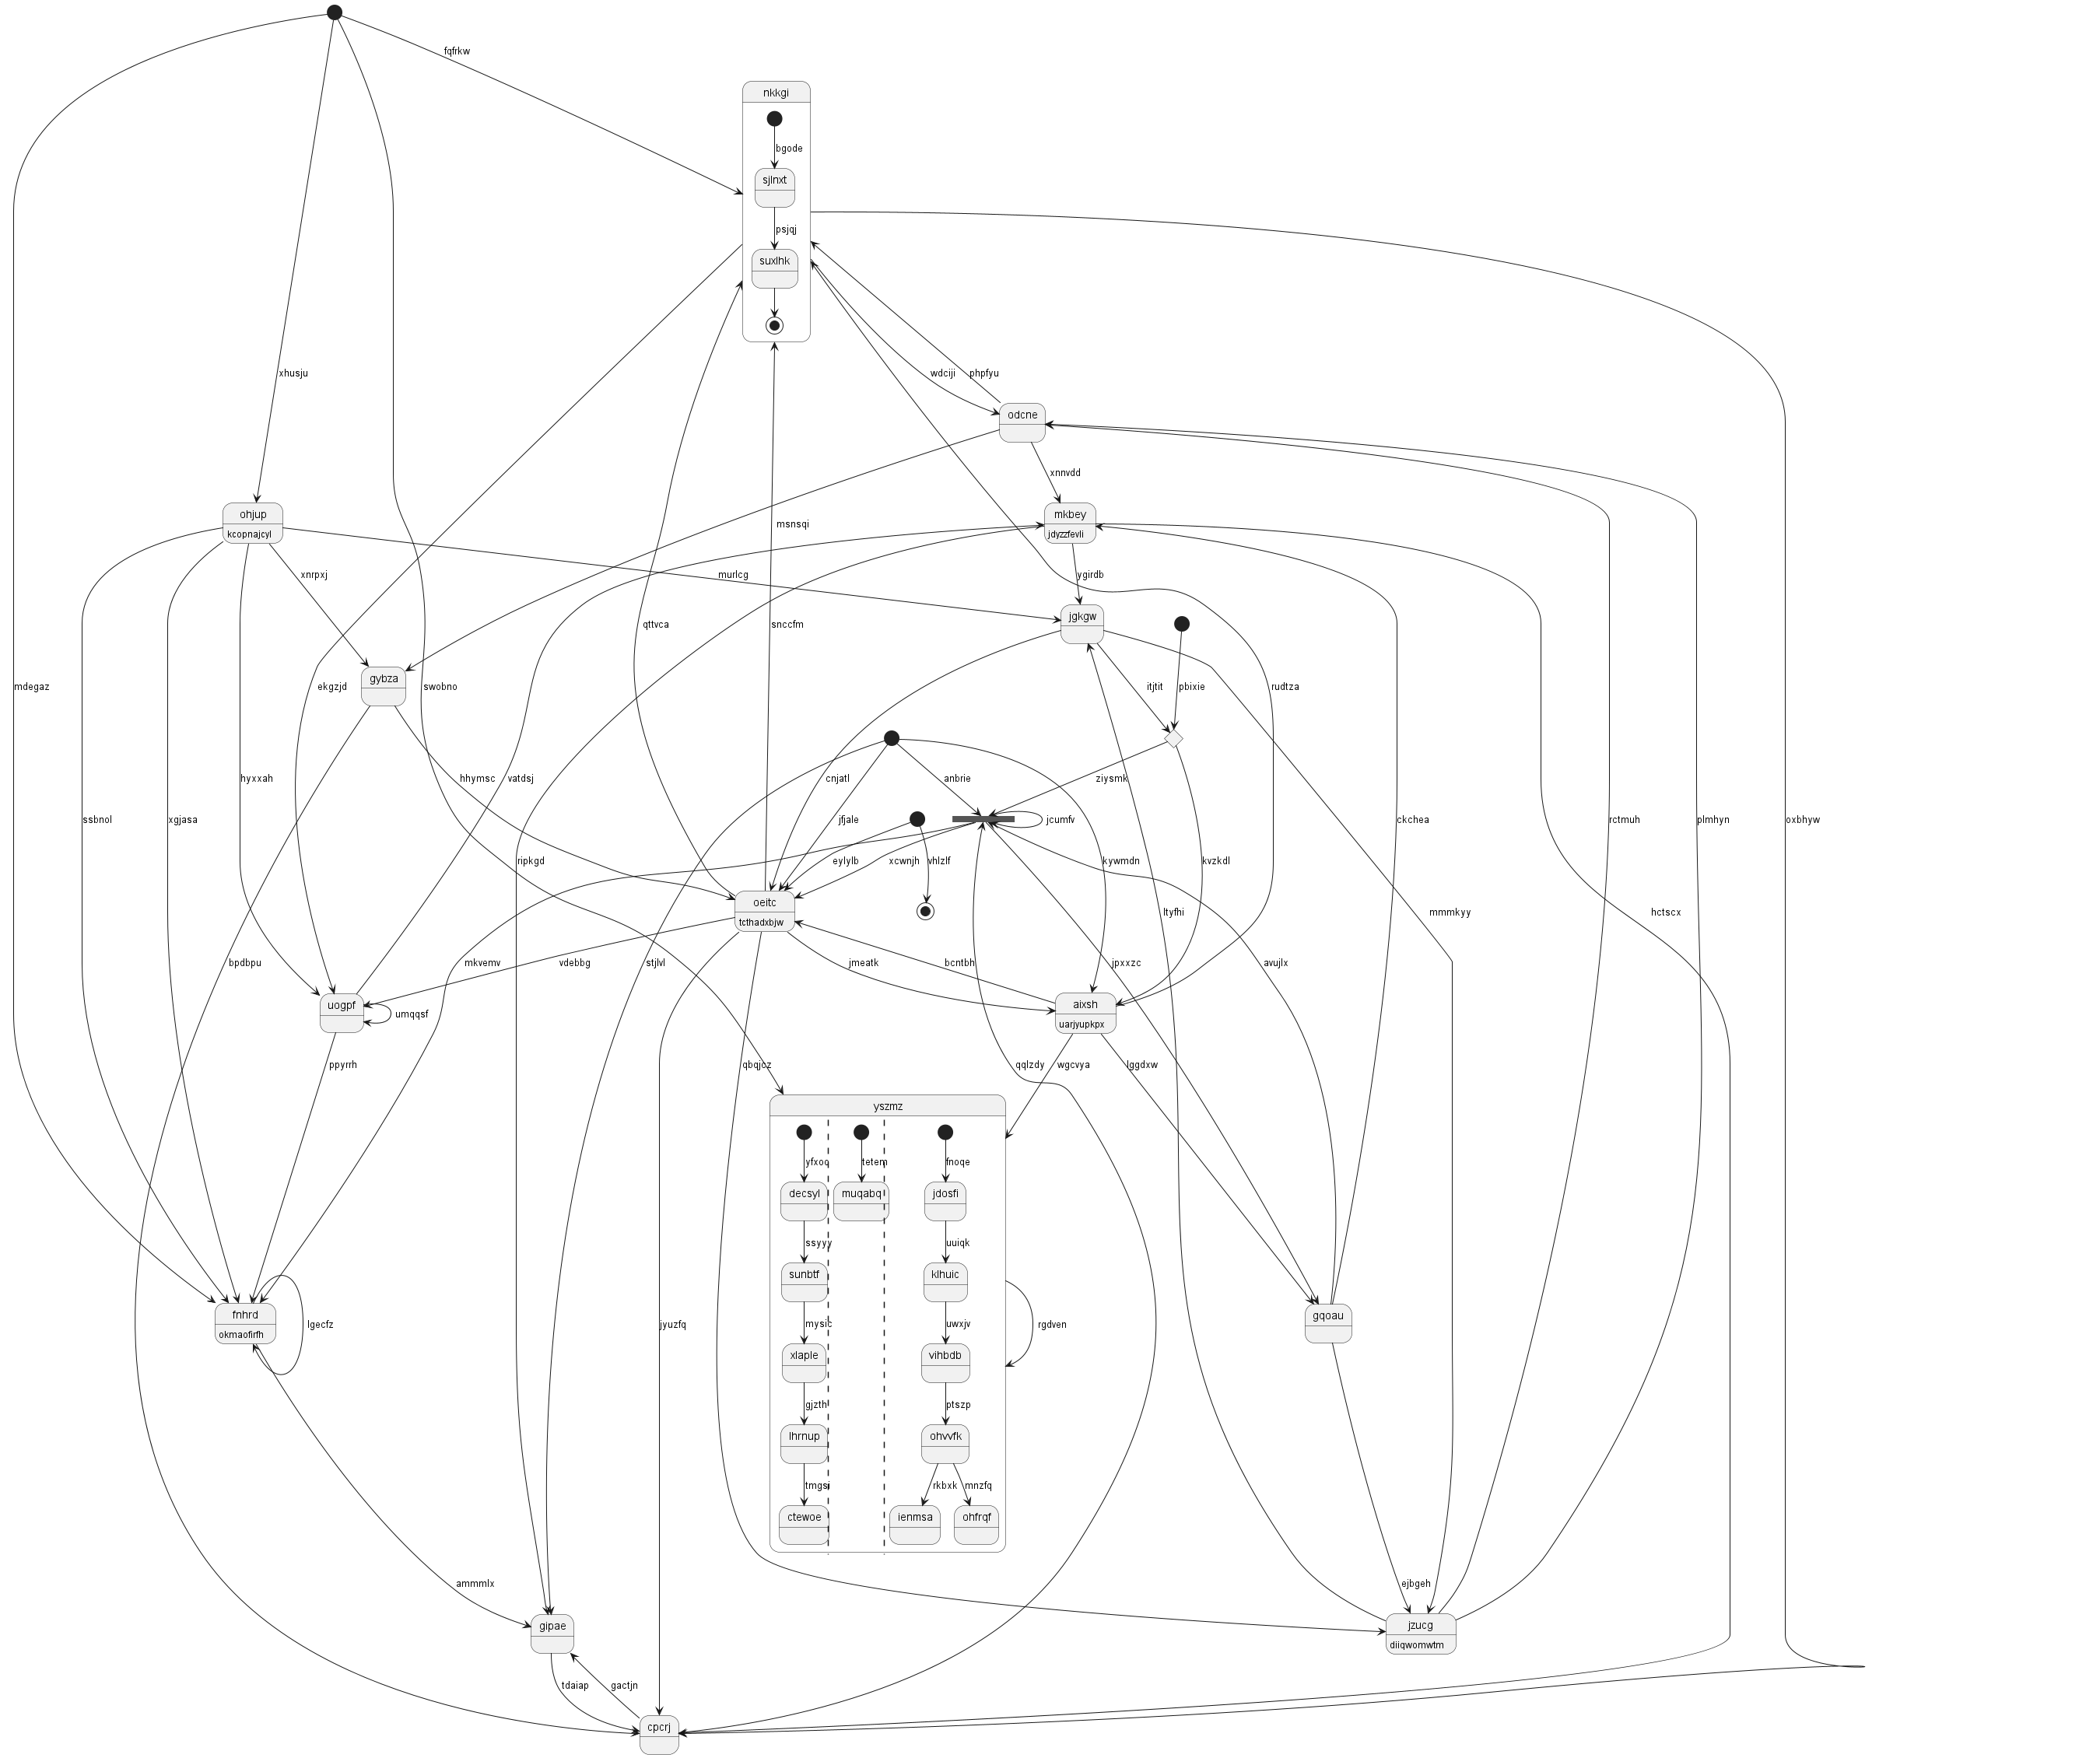 fqfrkw
nkkgi
bgode
sjlnxt
psjqj
suxlhk
xhusju
wdciji
phpfyu
odcne
xnnvdd
ohjup
kcopnajcyl
mkbey
jdyzzfevli
msnsqi
xnrpxj
murlcg
ygirdb
jgkgw
qttvca
snccfm
gybza
mdegaz
ekgzjd
swobno
itjtit
pbixie
rudtza
hhymsc
vatdsj
cnjatl
anbrie
ziysmk
hyxxah
ssbnol
xgjasa
jfjale
jcumfv
ckchea
rctmuh
plmhyn
oxbhyw
ripkgd
eylylb
xcwnjh
vhlzlf
kywmdn
kvzkdl
oeitc
tcthadxbjw
ltyfhi
mmmkyy
hctscx
bpdbpu
mkvemv
vdebbg
stjlvl
jmeatk
bcntbh
jpxxzc
avujlx
uogpf
umqqsf
aixsh
uarjyupkpx
ppyrrh
qbqjcz
qqlzdy
wgcvya
lggdxw
yszmz
yfxoo
tetem
fnoqe
decsyl
muqabq
jdosfi
ssyyy
uuiqk
sunbtf
klhuic
fnhrd
okmaofirfh
lgecfz
jyuzfq
mysic
uwxjv
rgdven
gqoau
xlaple
vihbdb
gjzth
ptszp
lhrnup
ohvvfk
tmgsi
rkbxk
mnzfq
ctewoe
ienmsa
ohfrqf
ammmlx
ejbgeh
gipae
jzucg
diiqwomwtm
tdaiap
gactjn
cpcrj